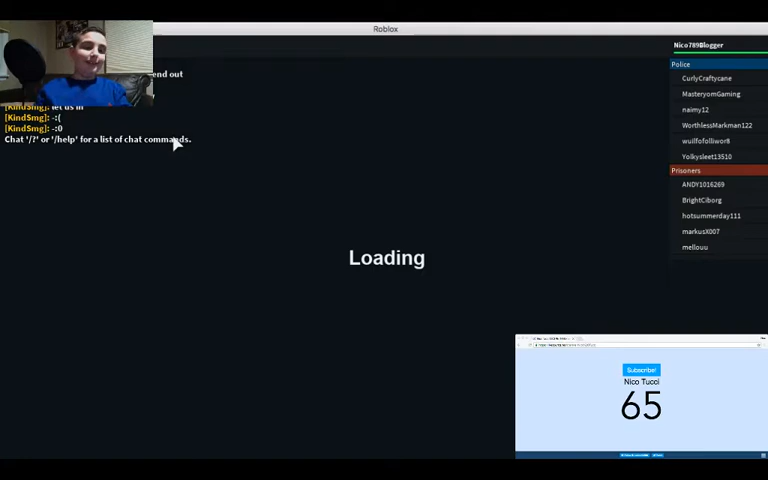 Roblox
end out
[KindSmg]: let us in
[KindSmg]: -:(
[KindSmg]: -:0
Chat '/?' or '/help' for a list of chat commands.
Loading
Nico789Blogger
Police
CurlyCraftycane
MasteryomGaming
naimy12
WorthlessMarkman122
wuilfofolliwor8
Yolkysleet13510
Prisoners
ANDY1016269
BrightCiborg
hotsummerday111
markusX007
mellouu
Subscribe!
Nico Tucci
65